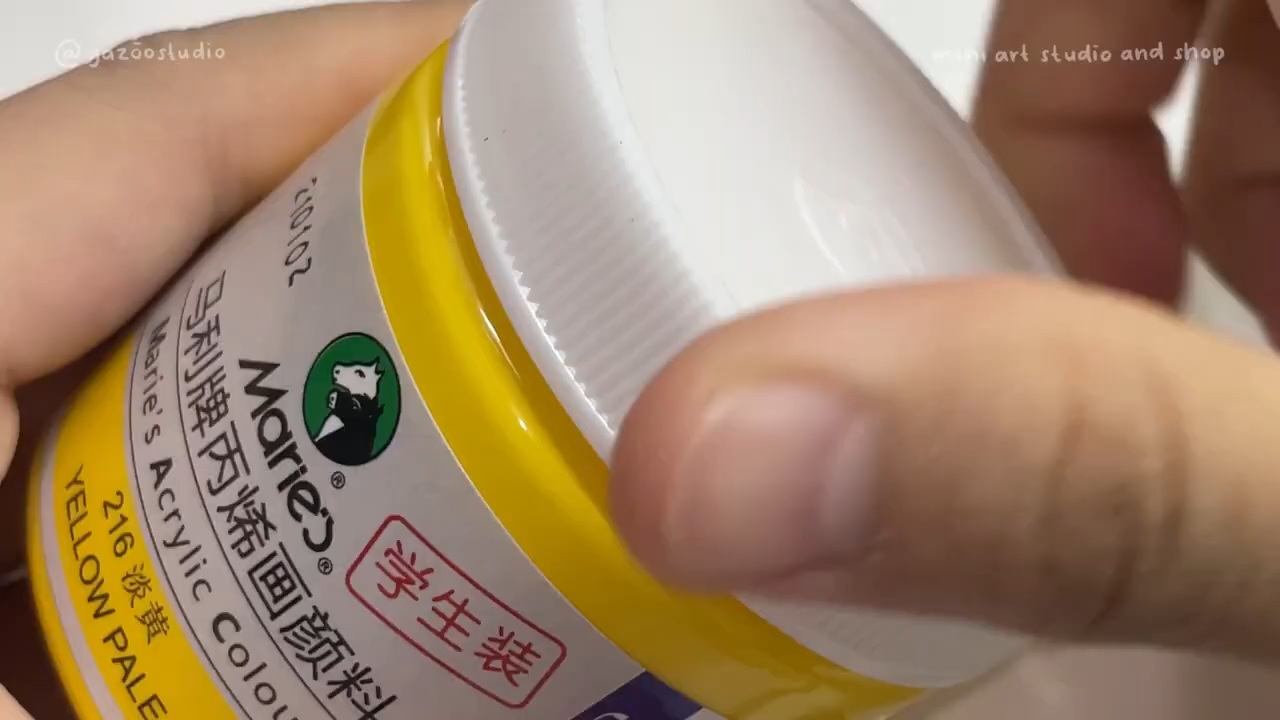 @gazōostudio
mini art studio and shop
210102
Marie's®
®
马利牌丙烯画颜料
Marie's Acrylic Colou
216 淡黄
YELLOW PALE
学生装